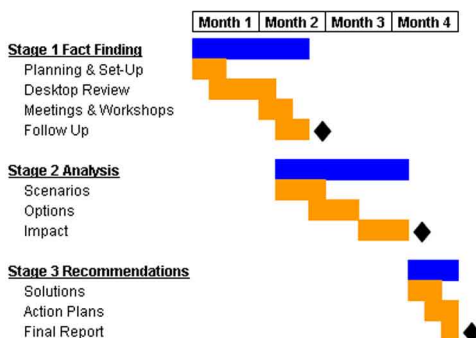 Month 1 Month 2 Month 3 Month 4
Stage 1 Fact Finding
Planning & Set-Up
Desktop Review
Meetings & Workshops
Follow Up
Stage 2 Analysis
Scenarios
Options
Impact
Stage 3 Recommendations
Solutions
Action Plans
Final Report